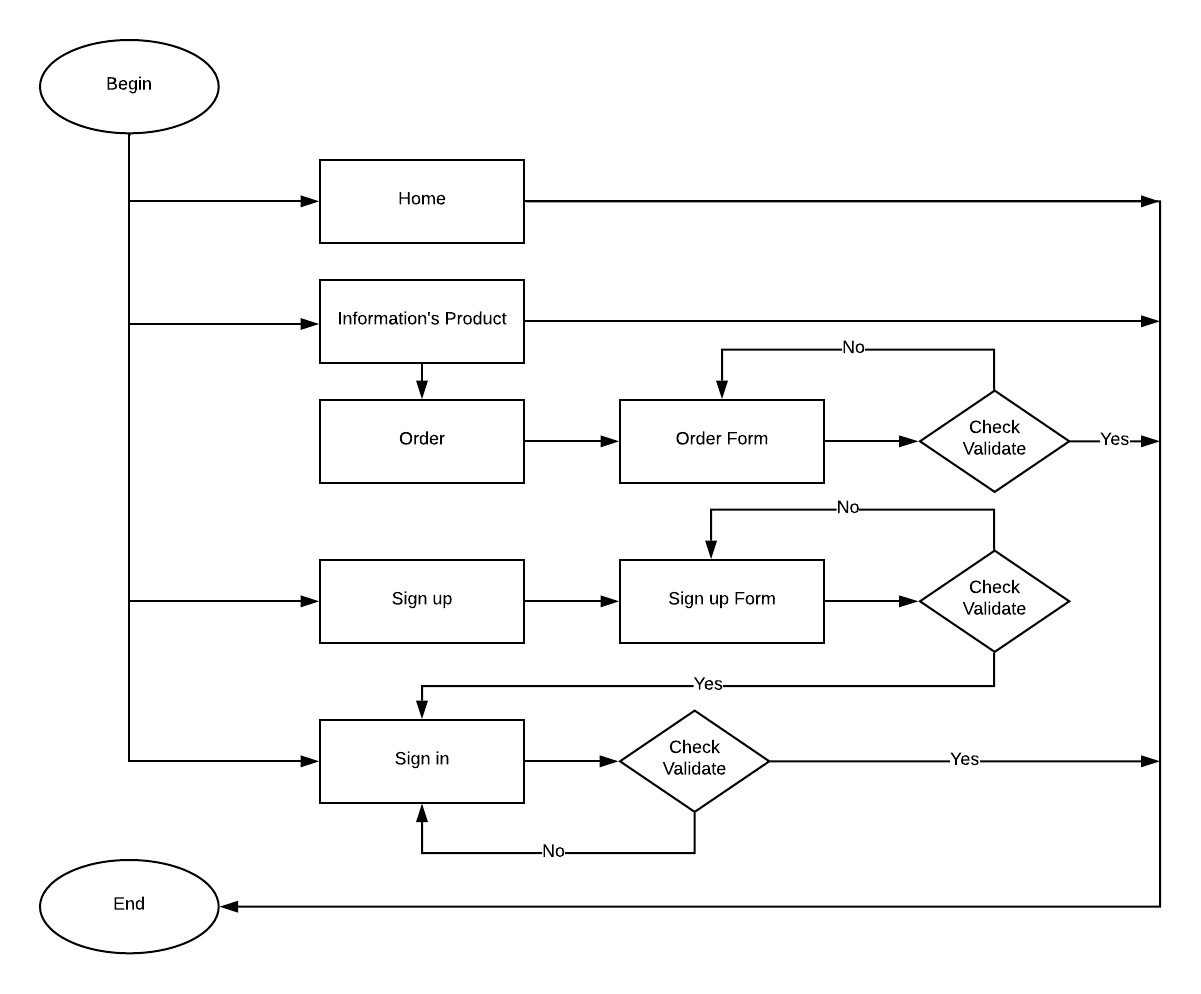 Begin
Home
Information's Product
No
Order
Order Form
Check
Validate
Yes
No
Sign up
Sign up Form
Check
Validate
Yes
Sign in
Check
Validate
Yes
No
End